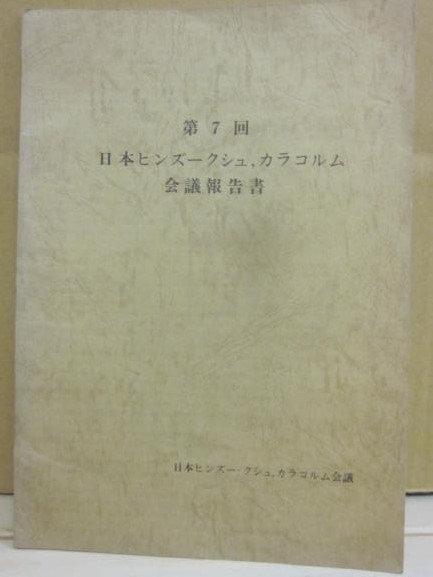 第7回
日本ヒンズークシュ,カラコルム
会議報告書
日本ヒンズー・クシュ,カラコルム会議